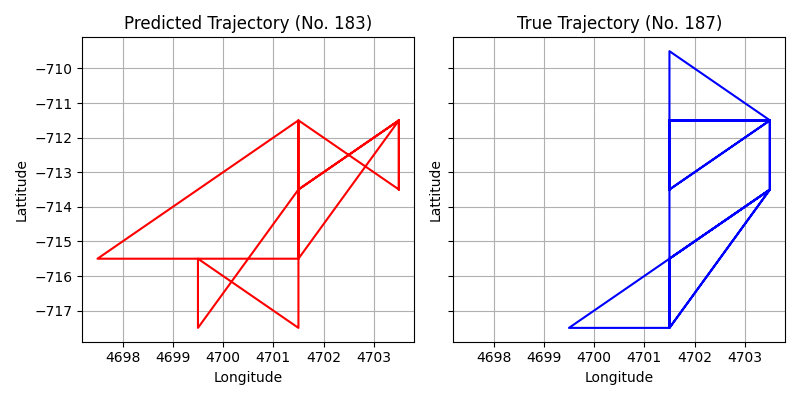 Predicted Trajectory (No. 183)
True Trajectory (No. 187)
Lattitude
−710
−711
−712
−713
−714
−715
−716
−717
4698 4699 4700 4701 4702 4703
Longitude
Lattitude
4698 4699 4700 4701 4702 4703
Longitude